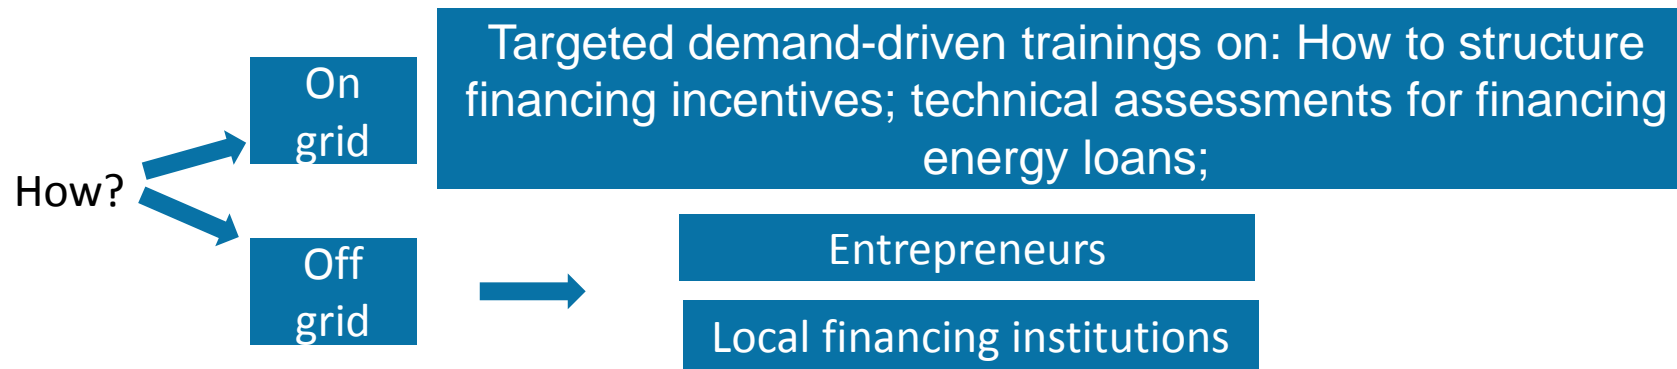 How?
On
grid
Targeted demand-driven trainings on: How to structure
financing incentives; technical assessments for financing
energy loans;
Off
grid
Entrepreneurs
Local financing institutions